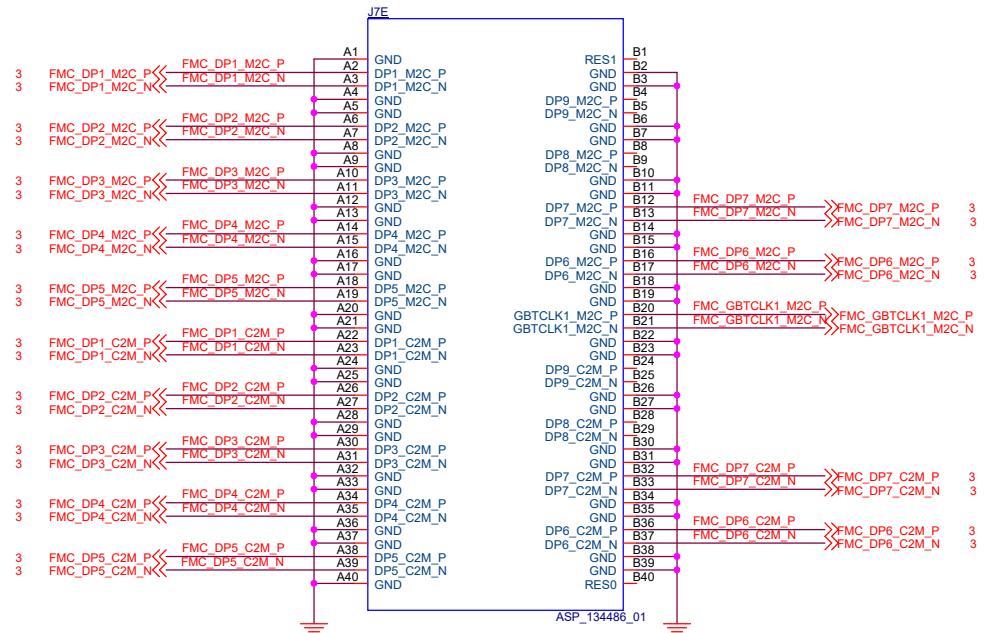 J7E
A1 GND
3 FMC_DP1_M2C_P FMC_DP1_M2C_P A2 DP1_M2C_P
3 FMC_DP1_M2C_N FMC_DP1_M2C_N A3 DP1_M2C_N
A4 GND
A5 GND
3 FMC_DP2_M2C_P FMC_DP2_M2C_P A6 DP2_M2C_P
3 FMC_DP2_M2C_N FMC_DP2_M2C_N A7 DP2_M2C_N
A8 GND
A9 GND
3 FMC_DP3_M2C_P FMC_DP3_M2C_P A10 DP3_M2C_P
3 FMC_DP3_M2C_N FMC_DP3_M2C_N A11 DP3_M2C_N
A12 GND
A13 GND
3 FMC_DP4_M2C_P FMC_DP4_M2C_P A14 DP4_M2C_P
3 FMC_DP4_M2C_N FMC_DP4_M2C_N A15 DP4_M2C_N
A16 GND
A17 GND
3 FMC_DP5_M2C_P FMC_DP5_M2C_P A18 DP5_M2C_P
3 FMC_DP5_M2C_N FMC_DP5_M2C_N A19 DP5_M2C_N
A20 GND
A21 GND
3 FMC_DP1_C2M_P FMC_DP1_C2M_P A22 DP1_C2M_P
3 FMC_DP1_C2M_N FMC_DP1_C2M_N A23 DP1_C2M_N
A24 GND
A25 GND
3 FMC_DP2_C2M_P FMC_DP2_C2M_P A26 DP2_C2M_P
3 FMC_DP2_C2M_N FMC_DP2_C2M_N A27 DP2_C2M_N
A28 GND
A29 GND
3 FMC_DP3_C2M_P FMC_DP3_C2M_P A30 DP3_C2M_P
3 FMC_DP3_C2M_N FMC_DP3_C2M_N A31 DP3_C2M_N
A32 GND
A33 GND
3 FMC_DP4_C2M_P FMC_DP4_C2M_P A34 DP4_C2M_P
3 FMC_DP4_C2M_N FMC_DP4_C2M_N A35 DP4_C2M_N
A36 GND
A37 GND
3 FMC_DP5_C2M_P FMC_DP5_C2M_P A38 DP5_C2M_P
3 FMC_DP5_C2M_N FMC_DP5_C2M_N A39 DP5_C2M_N
A40 GND
RES1 B1
GND B2
GND B3
DP9_M2C_P B4
DP9_M2C_N B5
GND B6
GND B7
DP8_M2C_P B8
DP8_M2C_N B9
GND B10
GND B11
DP7_M2C_P B12 FMC_DP7_M2C_P FMC_DP7_M2C_P 3
DP7_M2C_N B13 FMC_DP7_M2C_N FMC_DP7_M2C_N 3
GND B14
GND B15
DP6_M2C_P B16 FMC_DP6_M2C_P FMC_DP6_M2C_P 3
DP6_M2C_N B17 FMC_DP6_M2C_N FMC_DP6_M2C_N 3
GND B18
GND B19
GBTCLK1_M2C_P B20 FMC_GBTCLK1_M2C_P FMC_GBTCLK1_M2C_P
GBTCLK1_M2C_N B21 FMC_GBTCLK1_M2C_N FMC_GBTCLK1_M2C_N
GND B22
GND B23
DP9_C2M_P B24
DP9_C2M_N B25
GND B26
GND B27
DP8_C2M_P B28
DP8_C2M_N B29
GND B30
GND B31
DP7_C2M_P B32 FMC_DP7_C2M_P FMC_DP7_C2M_P 3
DP7_C2M_N B33 FMC_DP7_C2M_N FMC_DP7_C2M_N 3
GND B34
GND B35
DP6_C2M_P B36 FMC_DP6_C2M_P FMC_DP6_C2M_P 3
DP6_C2M_N B37 FMC_DP6_C2M_N FMC_DP6_C2M_N 3
GND B38
GND B39
RES0 B40
ASP_134486_01